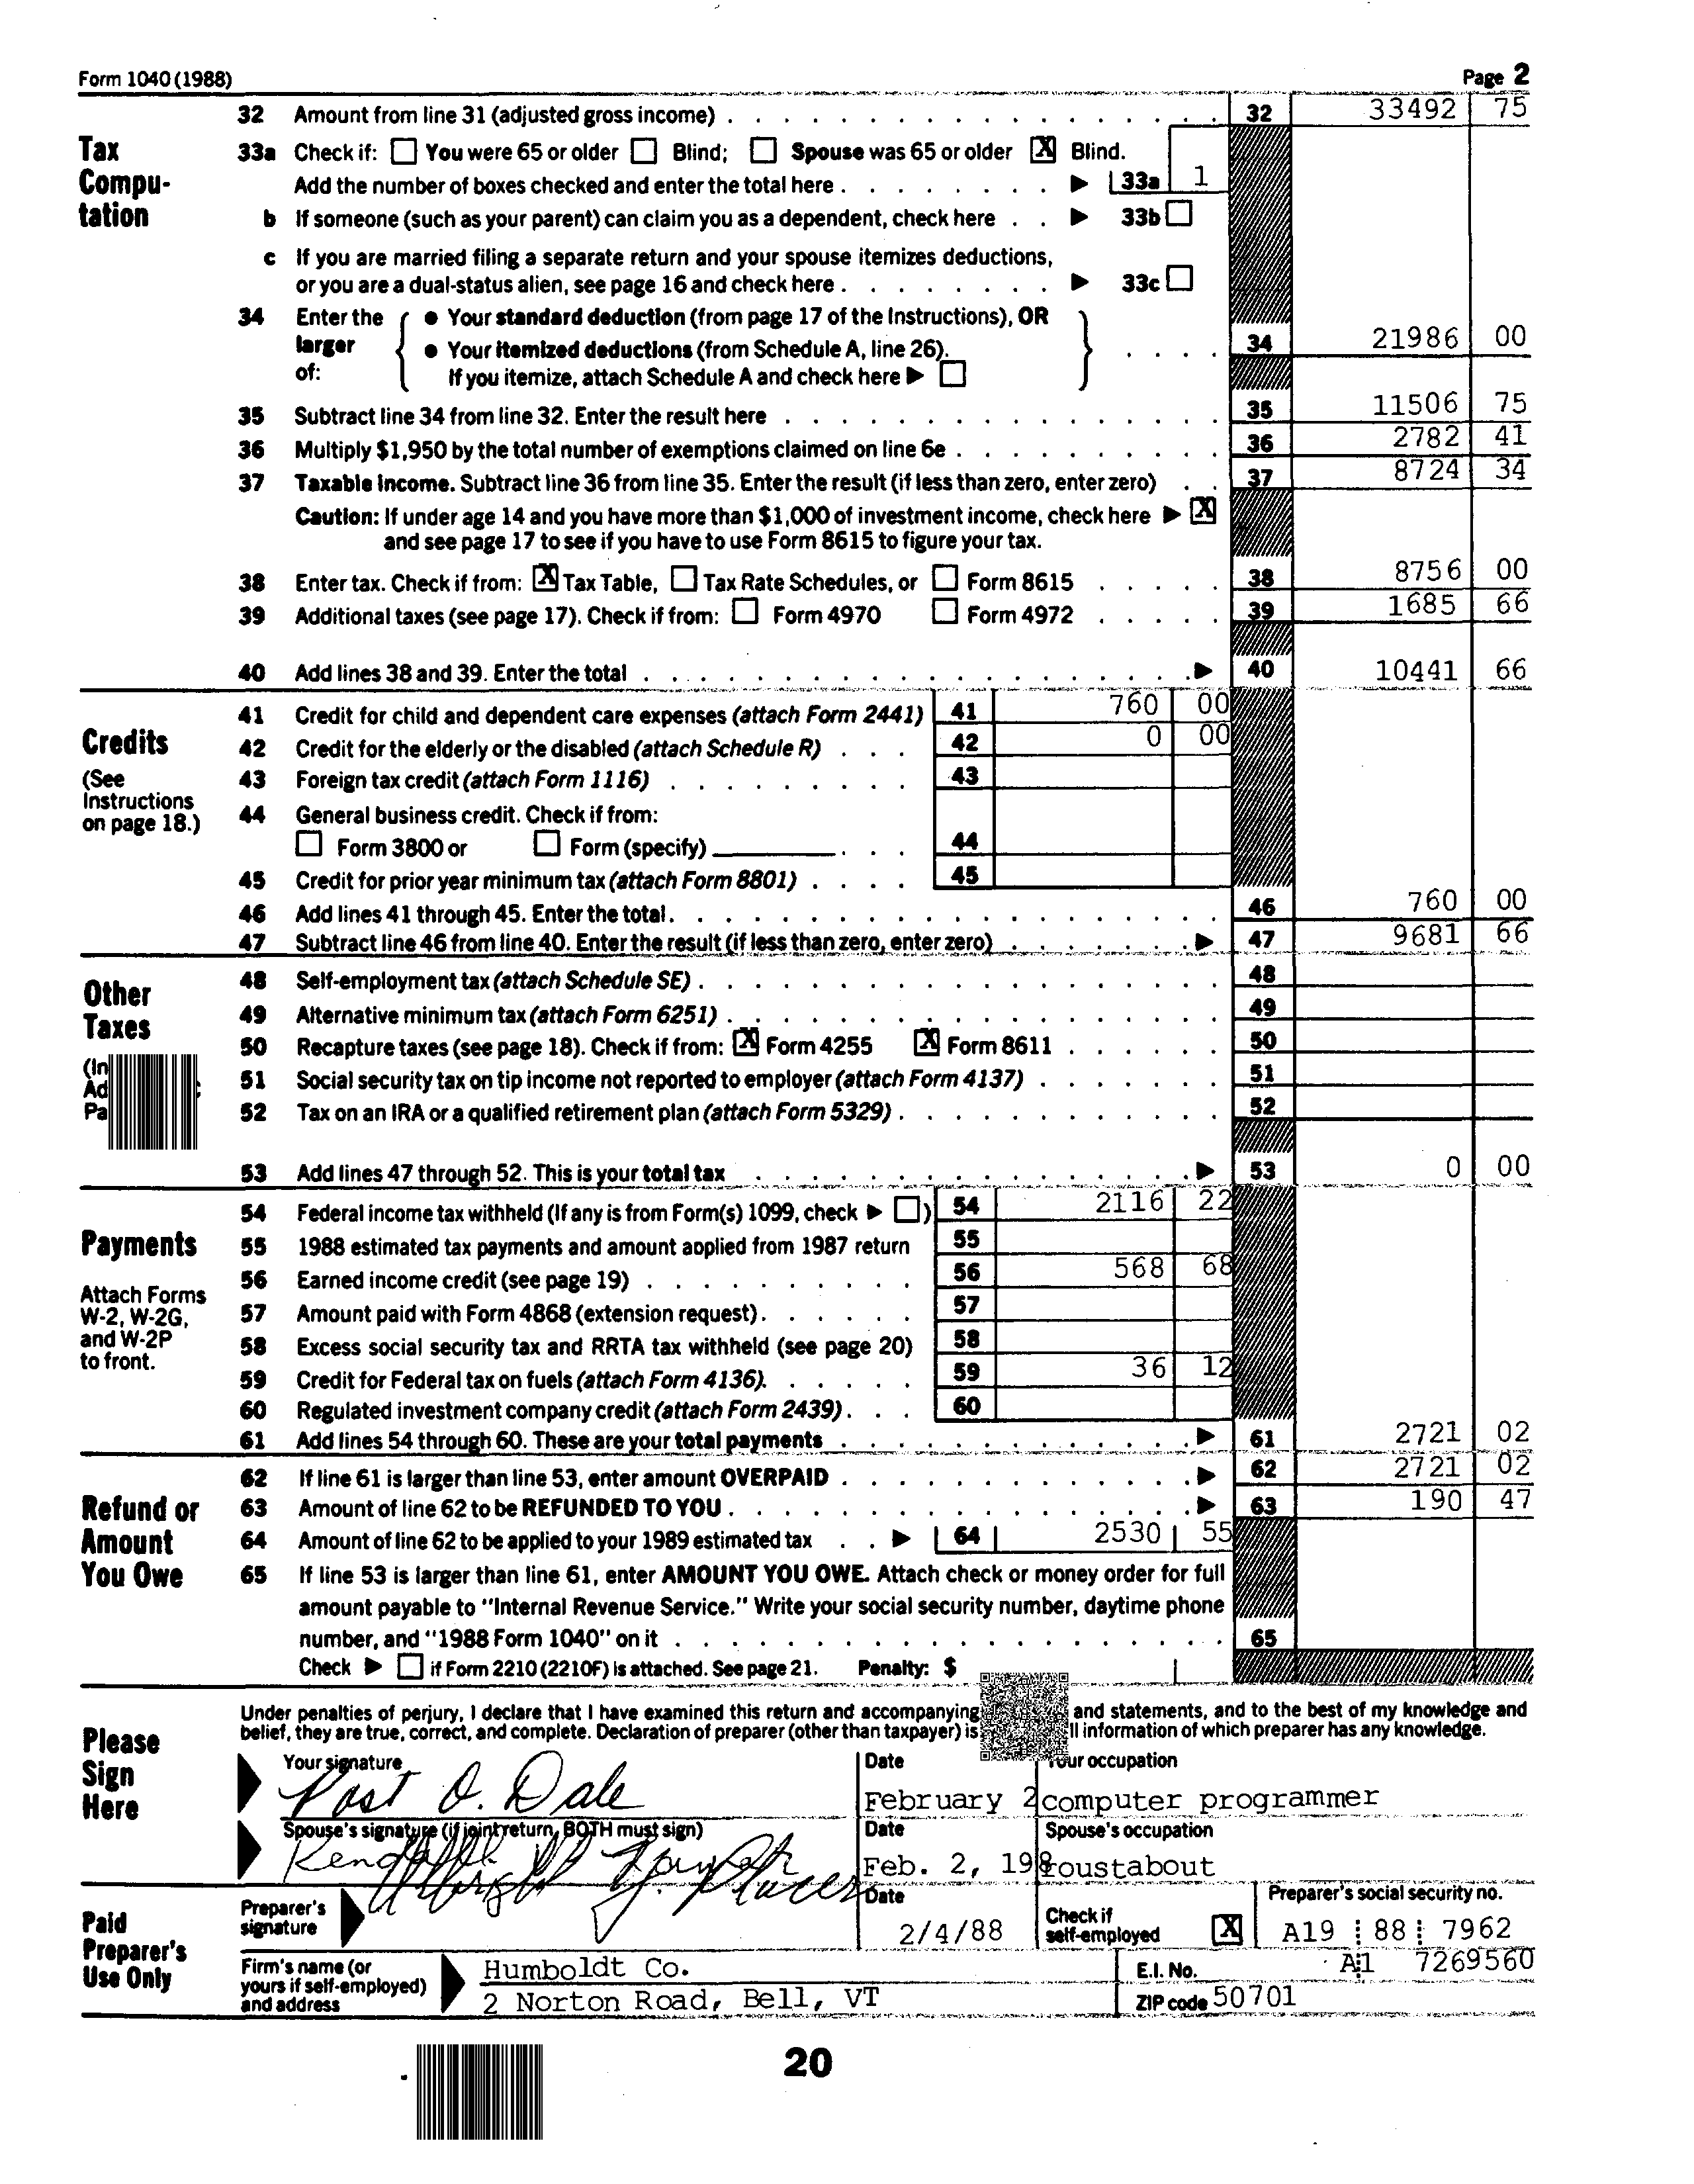 Form 1040 (1988) Page 2
32 Amount from line 31 (adjusted gross income) . . . 32 33492 75
Tax Compu-tation
33a Check if: You were 65 or older Blind; Spouse was 65 or older X Blind.
Add the number of boxes checked and enter the total here . . . 33a 1
b If someone (such as your parent) can claim you as a dependent, check here . . 33b
c If you are married filing a separate return and your spouse itemizes deductions,
or you are a dual-status alien, see page 16 and check here . . . 33c
34 Enter the larger of:
• Your standard deduction (from page 17 of the Instructions), OR
• Your itemized deductions (from Schedule A, line 26). 34 21986 00
If you itemize, attach Schedule A and check here
35 Subtract line 34 from line 32. Enter the result here . . . 35 11506 75
36 Multiply $1,950 by the total number of exemptions claimed on line 6e . . . 36 2782 41
37 Taxable income. Subtract line 36 from line 35. Enter the result (if less than zero, enter zero) . . 37 8724 34
Caution: If under age 14 and you have more than $1,000 of investment income, check here X
and see page 17 to see if you have to use Form 8615 to figure your tax.
38 Enter tax. Check if from: X Tax Table, Tax Rate Schedules, or Form 8615 . . . 38 8756 00
39 Additional taxes (see page 17). Check if from: Form 4970 Form 4972 . . . 39 1685 66
40 Add lines 38 and 39. Enter the total . . . 40 10441 66
Credits
(See Instructions on page 18.)
41 Credit for child and dependent care expenses (attach Form 2441) 41 760 00
42 Credit for the elderly or the disabled (attach Schedule R) . . . 42 0 00
43 Foreign tax credit (attach Form 1116) . . . 43
44 General business credit. Check if from:
Form 3800 or Form (specify) . . . 44
45 Credit for prior year minimum tax (attach Form 8801) . . . 45
46 Add lines 41 through 45. Enter the total. . . . 46 760 00
47 Subtract line 46 from line 40. Enter the result (if less than zero, enter zero) . . . 47 9681 66
Other Taxes
(In
Ad
Pa
48 Self-employment tax (attach Schedule SE) . . . 48
49 Alternative minimum tax (attach Form 6251) . . . 49
50 Recapture taxes (see page 18). Check if from: X Form 4255 X Form 8611 . . . 50
51 Social security tax on tip income not reported to employer (attach Form 4137) . . . 51
52 Tax on an IRA or a qualified retirement plan (attach Form 5329) . . . 52
53 Add lines 47 through 52. This is your total tax . . . 53 0 00
Payments
Attach Forms W-2, W-2G, and W-2P to front.
54 Federal income tax withheld (If any is from Form(s) 1099, check ) 54 2116 22
55 1988 estimated tax payments and amount applied from 1987 return 55
56 Earned income credit (see page 19) . . . 56 568 68
57 Amount paid with Form 4868 (extension request) . . . 57
58 Excess social security tax and RRTA tax withheld (see page 20) 58
59 Credit for Federal tax on fuels (attach Form 4136). . . . 59 36 12
60 Regulated investment company credit (attach Form 2439) . . . 60
61 Add lines 54 through 60. These are your total payments . . . 61 2721 02
Refund or Amount You Owe
62 If line 61 is larger than line 53, enter amount OVERPAID . . . 62 2721 02
63 Amount of line 62 to be REFUNDED TO YOU . . . 63 190 47
64 Amount of line 62 to be applied to your 1989 estimated tax . . 64 2530 55
65 If line 53 is larger than line 61, enter AMOUNT YOU OWE. Attach check or money order for full
amount payable to "Internal Revenue Service." Write your social security number, daytime phone
number, and "1988 Form 1040" on it . . . 65
Check if Form 2210 (2210F) is attached. See page 21. Penalty: $
Please Sign Here
Under penalties of perjury, I declare that I have examined this return and accompanying and statements, and to the best of my knowledge and
belief, they are true, correct, and complete. Declaration of preparer (other than taxpayer) is ll information of which preparer has any knowledge.
Your signature Date Your occupation
Post O. Dale February 2 computer programmer
Spouse's signature (if joint return, BOTH must sign) Date Spouse's occupation
Feb. 2, 198 roustabout
Paid Preparer's Use Only
Preparer's signature Date Check if self-employed X Preparer's social security no.
2/4/88 A19 88 7962
Firm's name (or yours if self-employed) and address
Humboldt Co. E.I. No. A1 7269560
2 Norton Road, Bell, VT ZIP code 50701
20